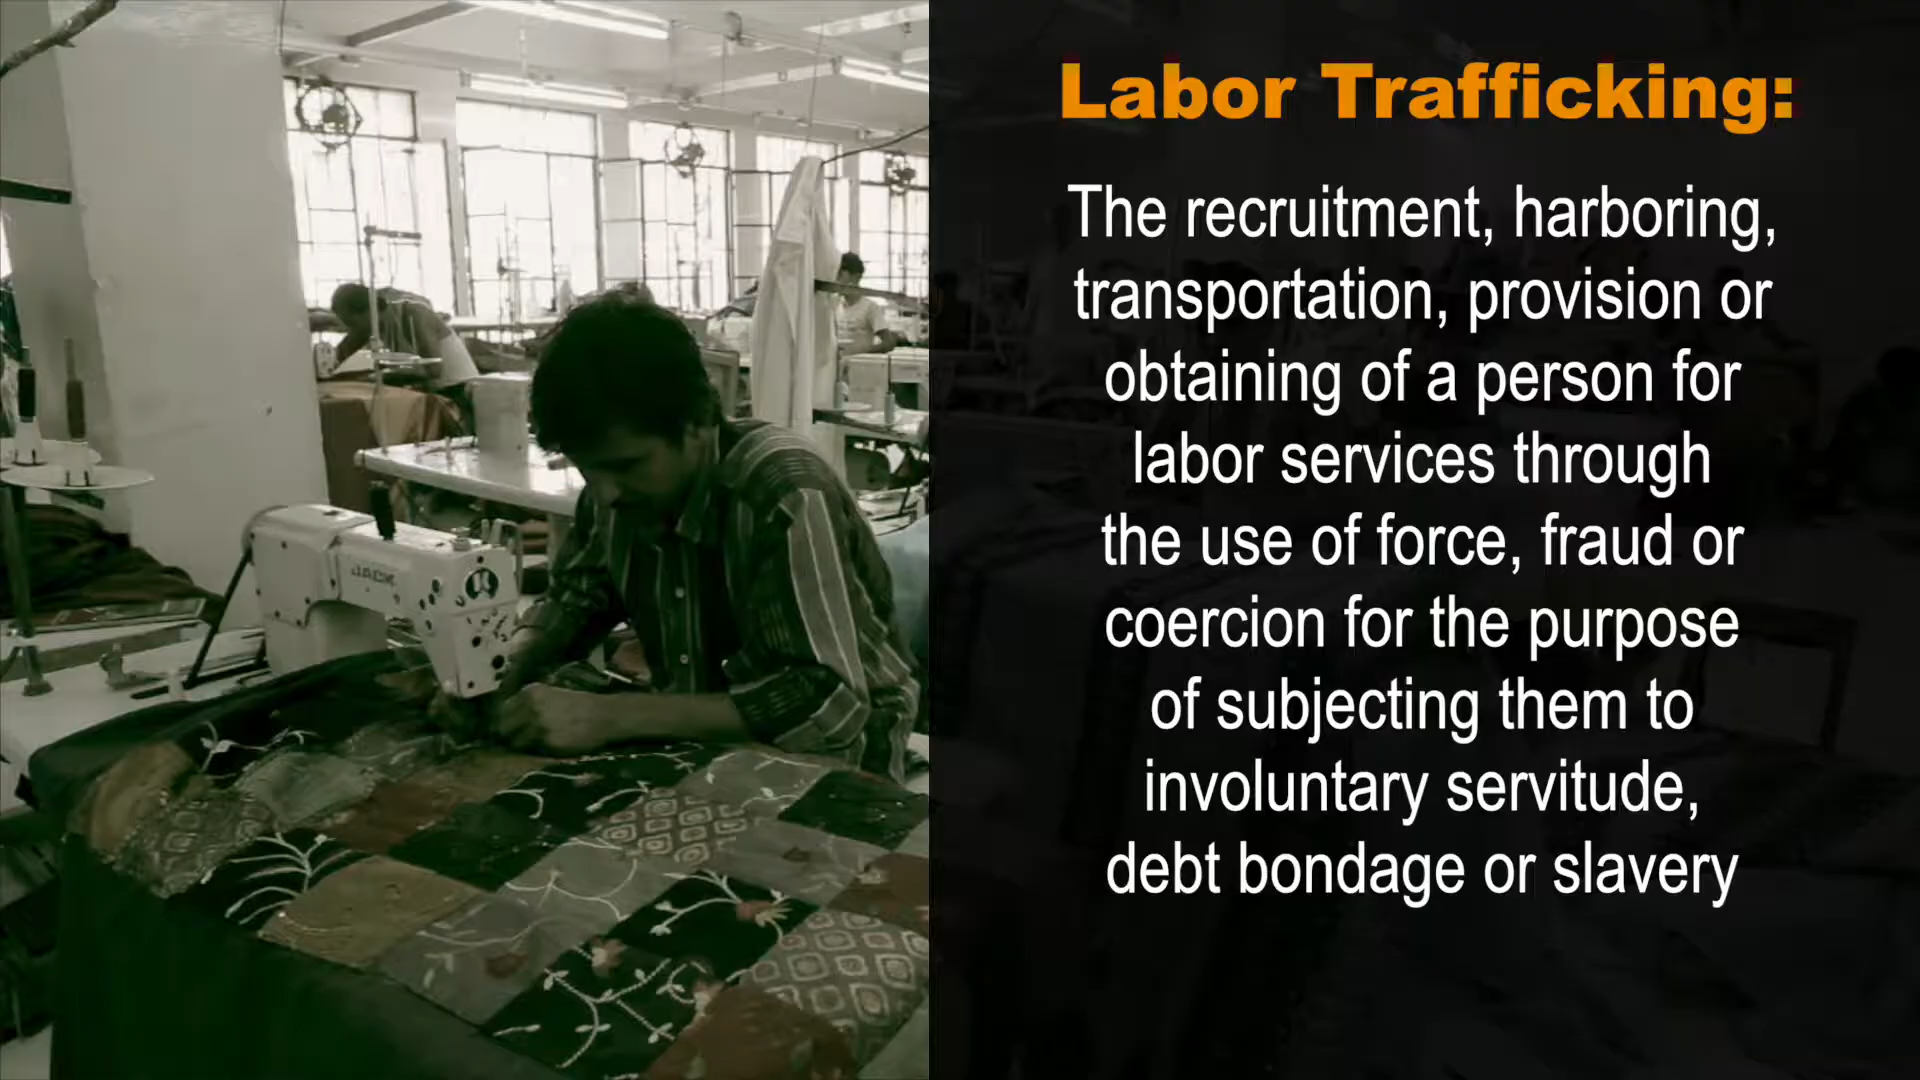 Labor Trafficking:
The recruitment, harboring,
transportation, provision or
obtaining of a person for
labor services through
the use of force, fraud or
coercion for the purpose
of subjecting them to
involuntary servitude,
debt bondage or slavery
JACK